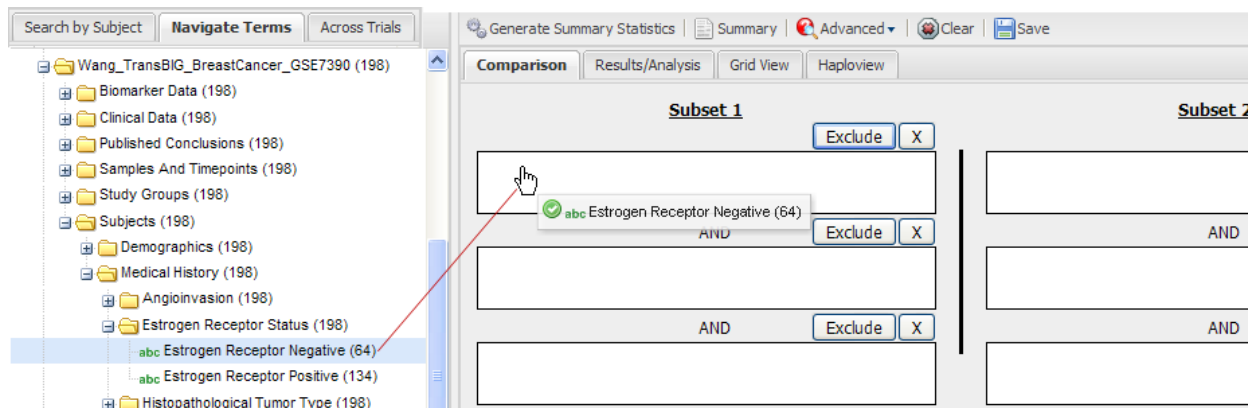 Search by Subject Navigate Terms Across Trials
Generate Summary Statistics Summary Advanced Clear Save
Wang_TransBIG_BreastCancer_GSE7390 (198)
Biomarker Data (198)
Clinical Data (198)
Published Conclusions (198)
Samples And Timepoints (198)
Study Groups (198)
Subjects (198)
Demographics (198)
Medical History (198)
Angioinvasion (198)
Estrogen Receptor Status (198)
abc Estrogen Receptor Negative (64)
abc Estrogen Receptor Positive (134)
Histopathological Tumor Type (198)
Comparison Results/Analysis Grid View Haploview
Subset 1 Subset 2
Exclude X
abc Estrogen Receptor Negative (64)
AND Exclude X AND
AND Exclude X AND